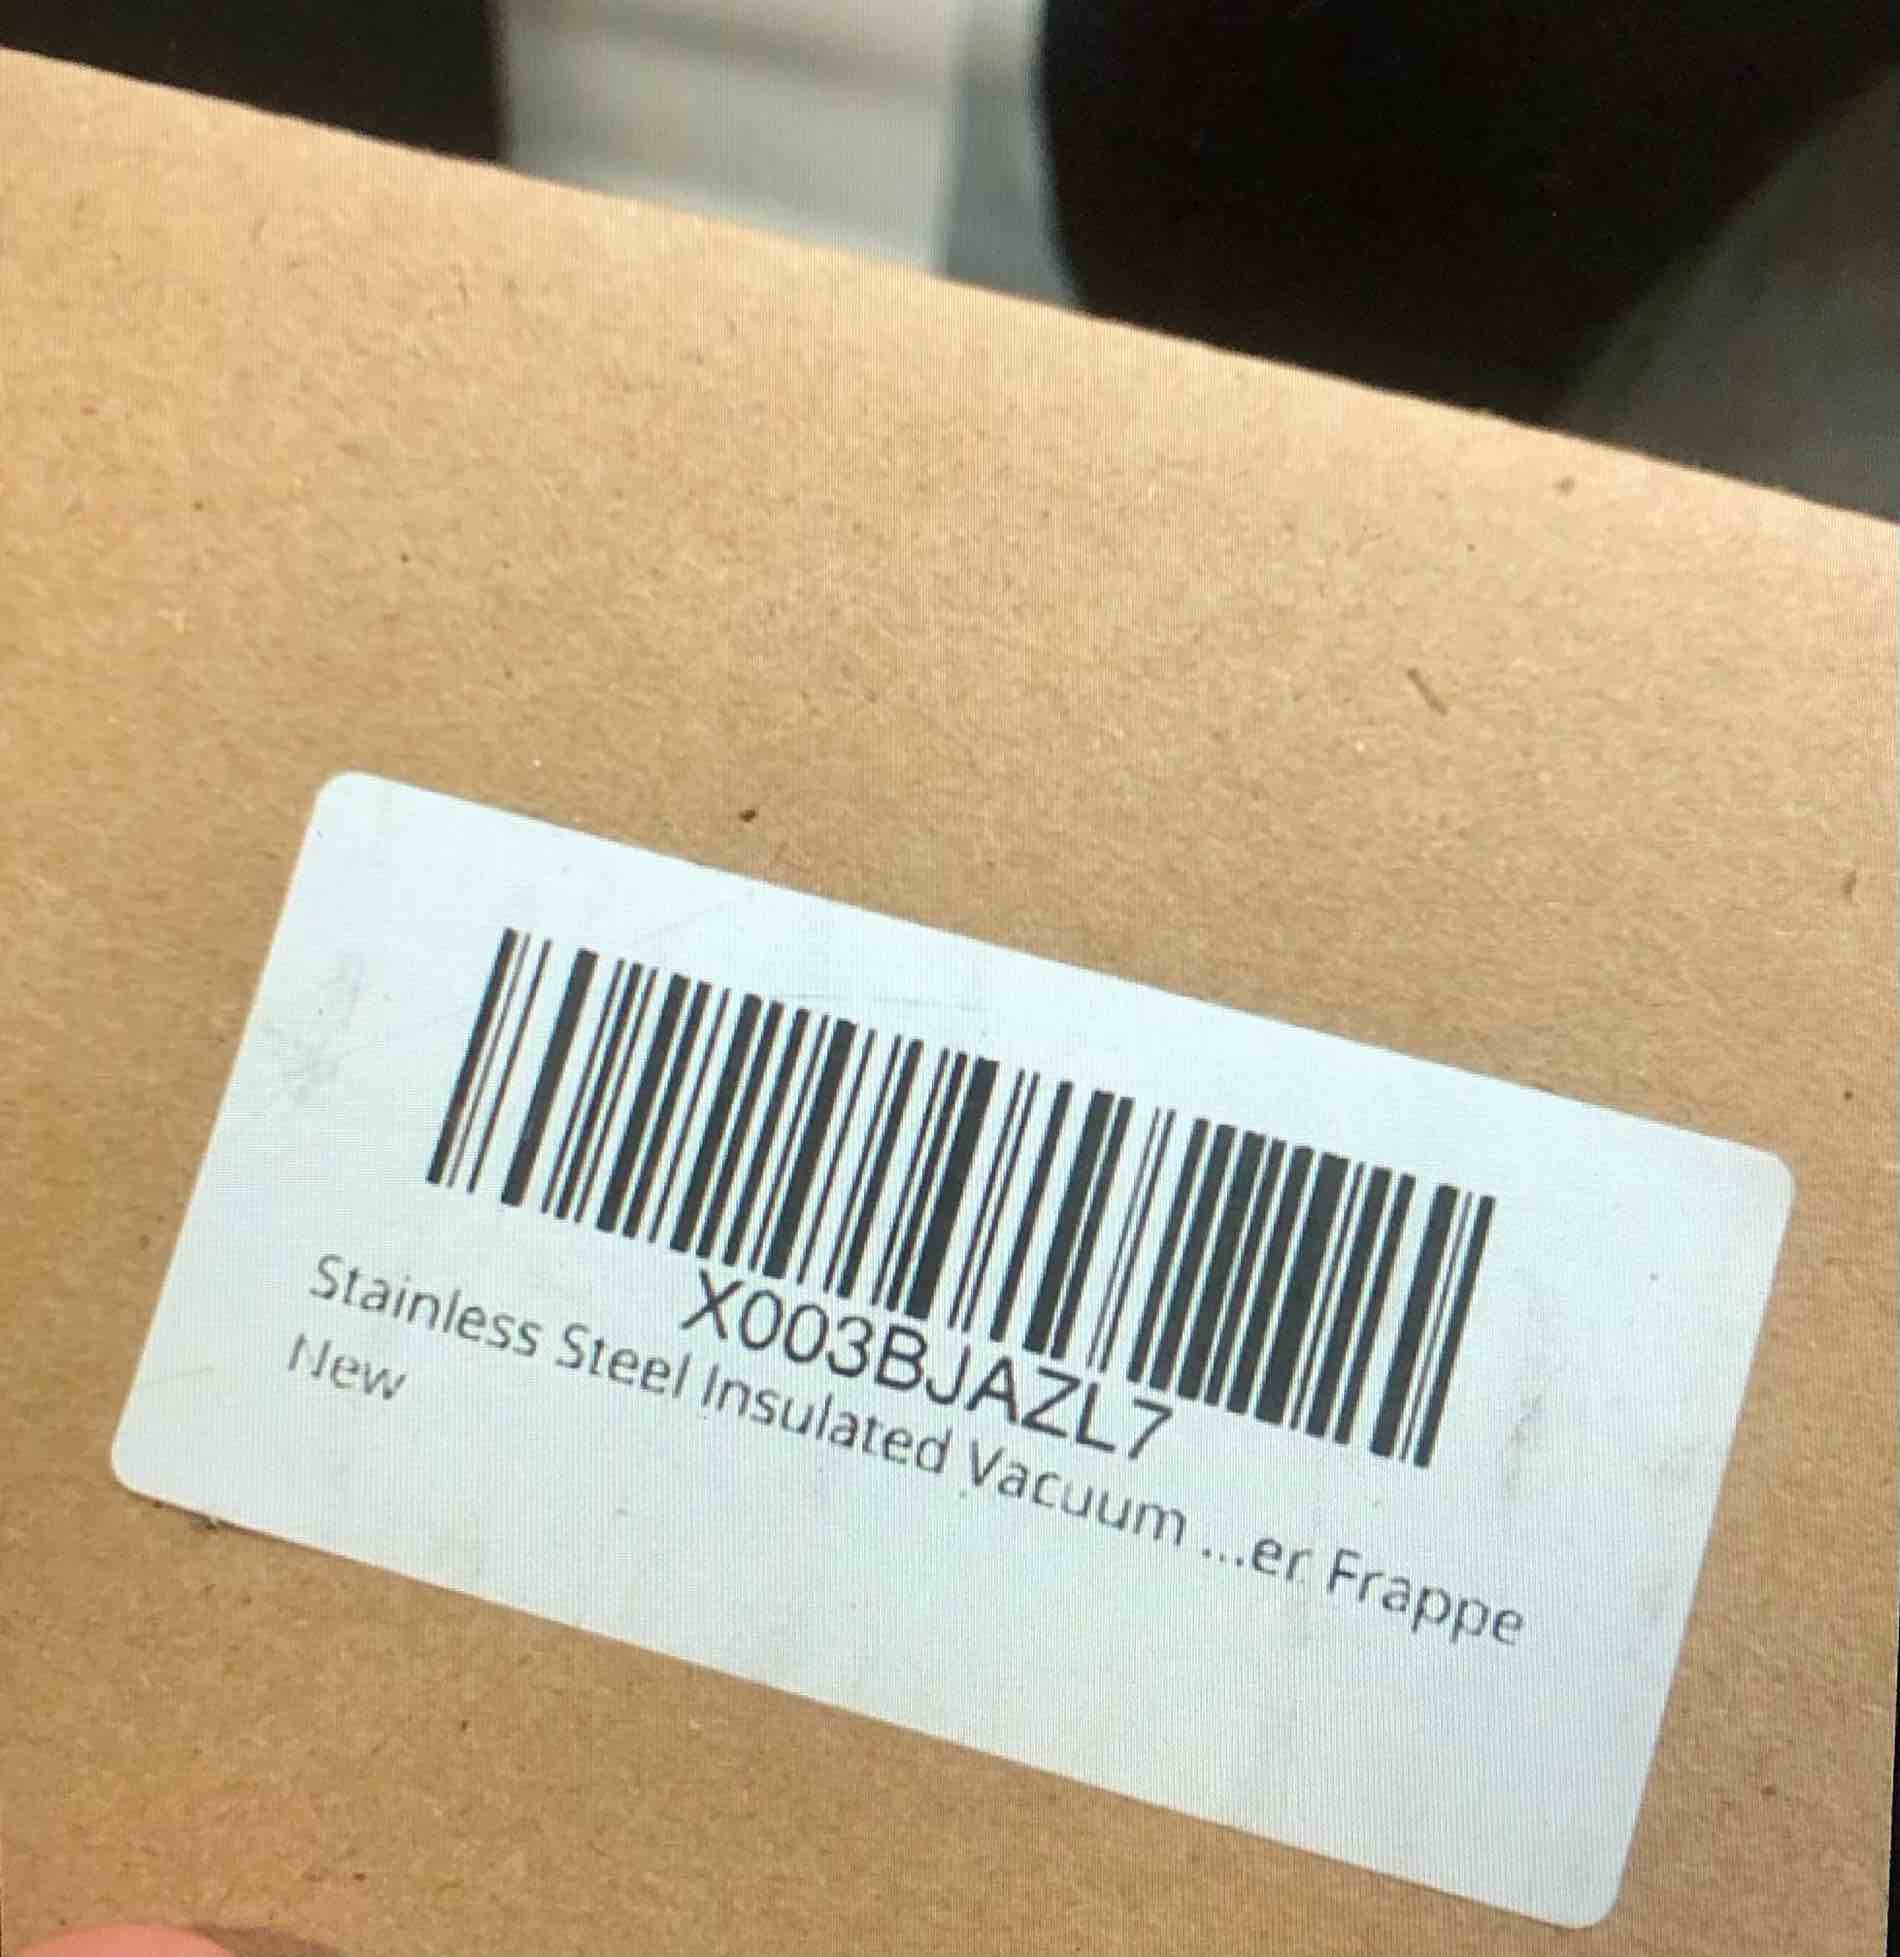 X003BJAZL7
Stainless Steel Insulated Vacuum ...er Frappe
New